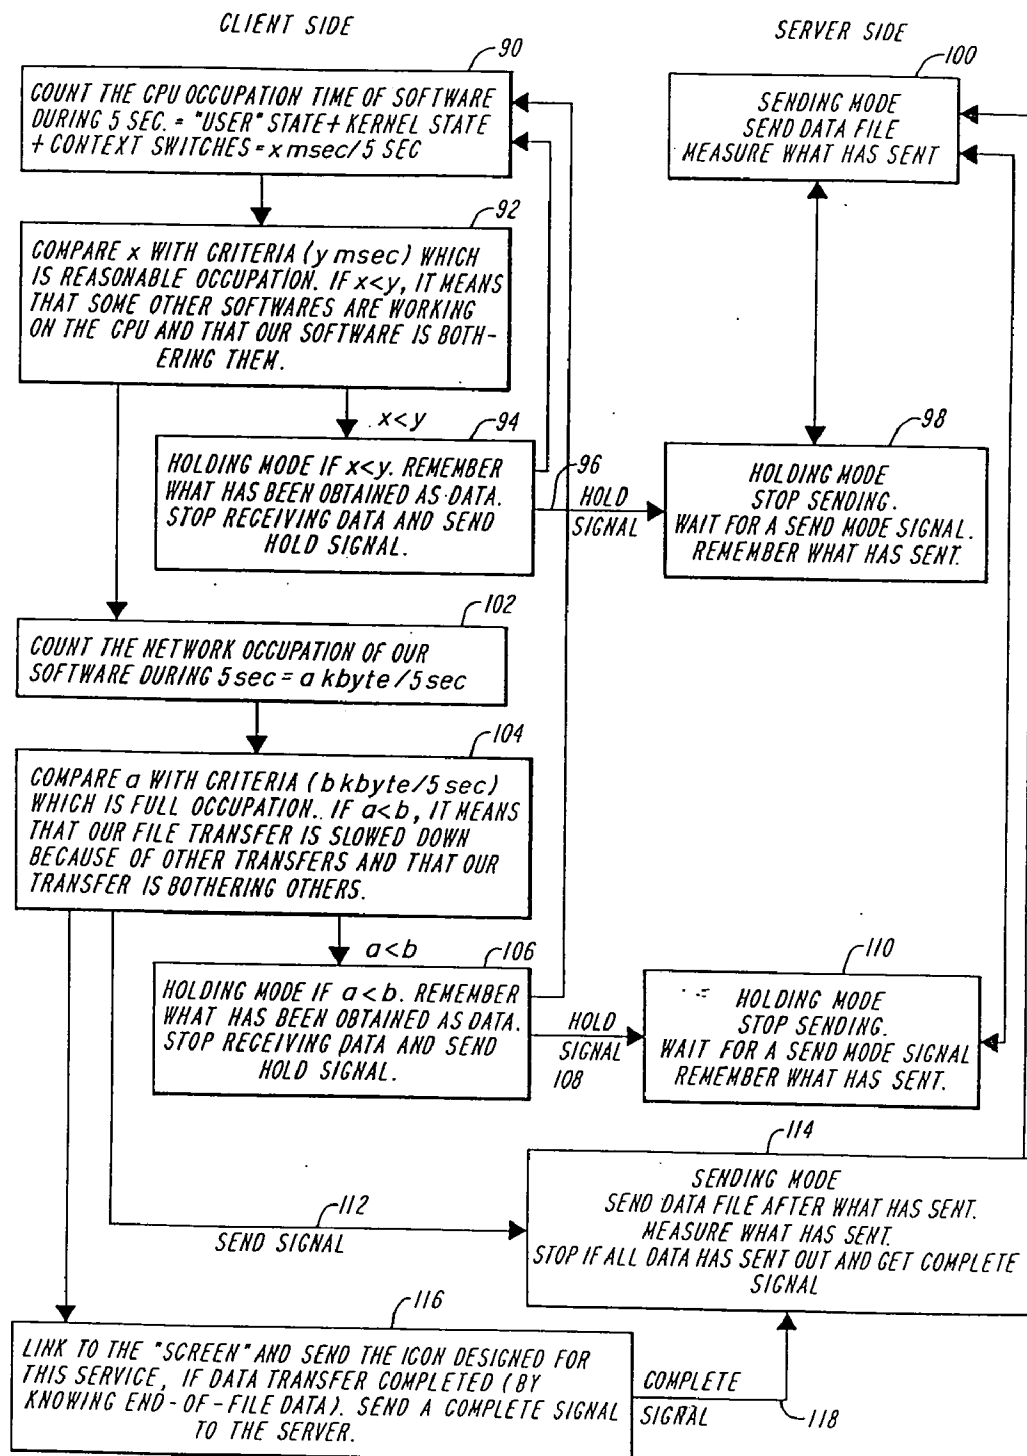 CLIENT SIDE
SERVER SIDE
90
COUNT THE CPU OCCUPATION TIME OF SOFTWARE
DURING 5 SEC. = "USER" STATE + KERNEL STATE
+ CONTEXT SWITCHES = x msec/5 SEC
100
SENDING MODE
SEND DATA FILE
MEASURE WHAT HAS SENT
92
COMPARE x WITH CRITERIA (y msec) WHICH
IS REASONABLE OCCUPATION. IF x<y, IT MEANS
THAT SOME OTHER SOFTWARES ARE WORKING
ON THE CPU AND THAT OUR SOFTWARE IS BOTH-
ERING THEM.
x<y
94
HOLDING MODE IF x<y. REMEMBER
WHAT HAS BEEN OBTAINED AS DATA.
STOP RECEIVING DATA AND SEND
HOLD SIGNAL.
96
HOLD
SIGNAL
98
HOLDING MODE
STOP SENDING.
WAIT FOR A SEND MODE SIGNAL.
REMEMBER WHAT HAS SENT.
102
COUNT THE NETWORK OCCUPATION OF OUR
SOFTWARE DURING 5 sec = a kbyte/5 sec
104
COMPARE a WITH CRITERIA (b kbyte/5 sec)
WHICH IS FULL OCCUPATION. IF a<b, IT MEANS
THAT OUR FILE TRANSFER IS SLOWED DOWN
BECAUSE OF OTHER TRANSFERS AND THAT OUR
TRANSFER IS BOTHERING OTHERS.
a<b
106
HOLDING MODE IF a<b. REMEMBER
WHAT HAS BEEN OBTAINED AS DATA.
STOP RECEIVING DATA AND SEND
HOLD SIGNAL.
HOLD
SIGNAL
108
110
HOLDING MODE
STOP SENDING.
WAIT FOR A SEND MODE SIGNAL
REMEMBER WHAT HAS SENT.
112
SEND SIGNAL
114
SENDING MODE
SEND DATA FILE AFTER WHAT HAS SENT.
MEASURE WHAT HAS SENT.
STOP IF ALL DATA HAS SENT OUT AND GET COMPLETE
SIGNAL
116
LINK TO THE "SCREEN" AND SEND THE ICON DESIGNED FOR
THIS SERVICE, IF DATA TRANSFER COMPLETED (BY
KNOWING END-OF-FILE DATA). SEND A COMPLETE SIGNAL
TO THE SERVER.
COMPLETE
SIGNAL
118